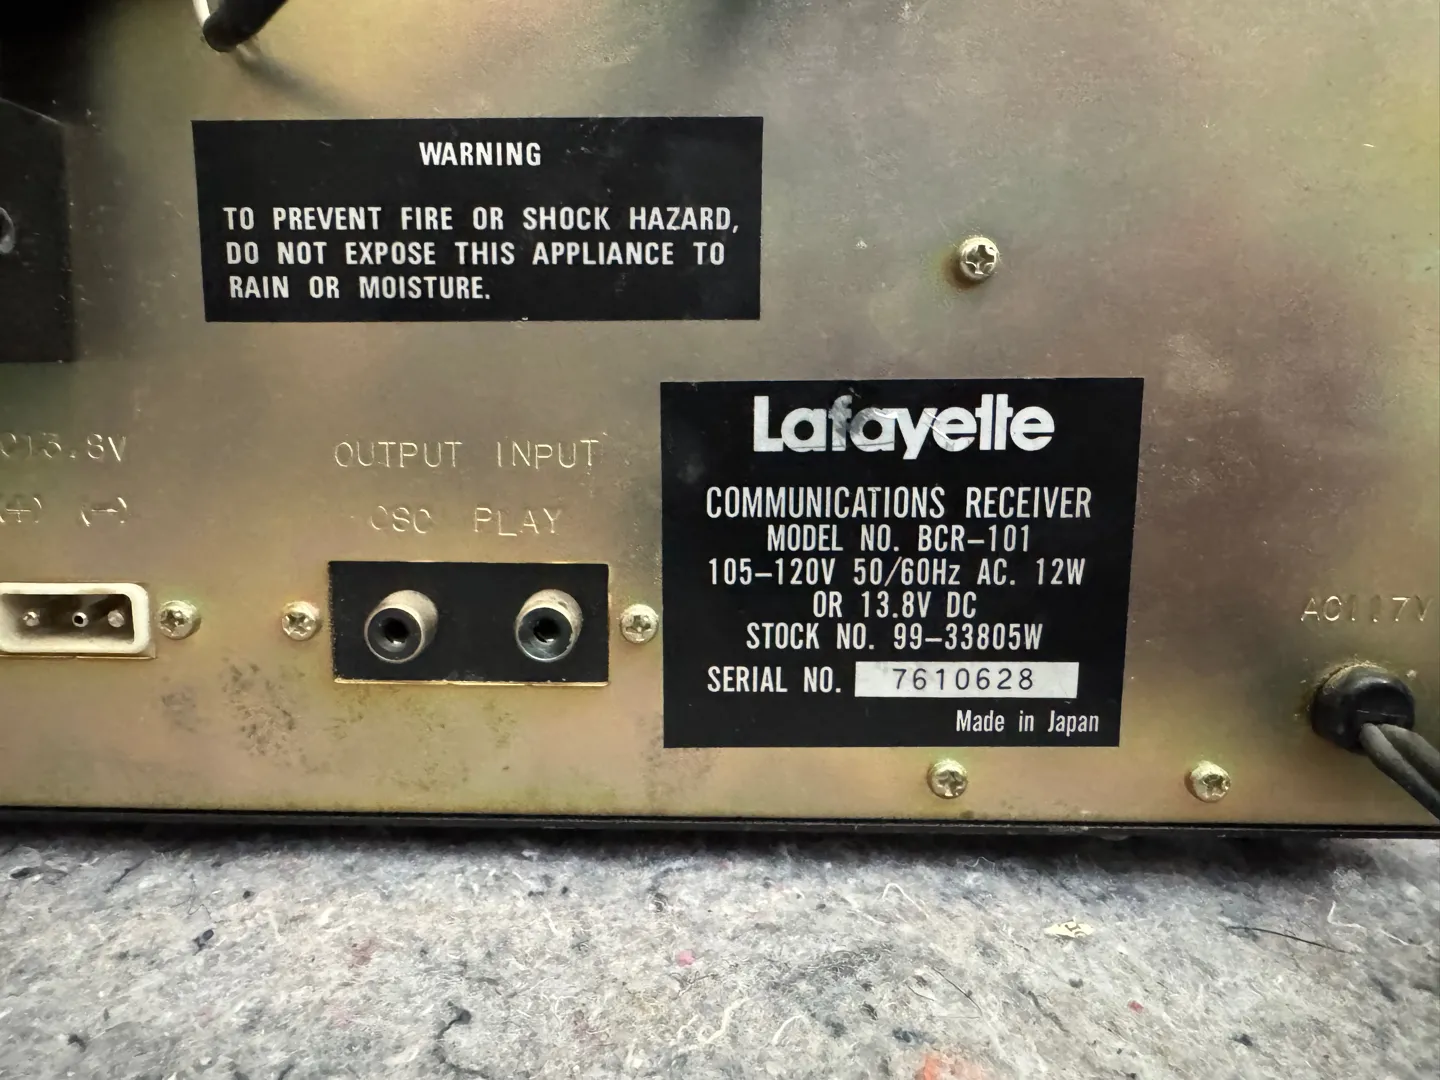 WARNING
TO PREVENT FIRE OR SHOCK HAZARD,
DO NOT EXPOSE THIS APPLIANCE TO
RAIN OR MOISTURE.
Lafayette
COMMUNICATIONS RECEIVER
MODEL NO. BCR-101
105-120V 50/60Hz AC. 12W
OR 13.8V DC
STOCK NO. 99-33805W
SERIAL NO. 7610628
Made in Japan
C13.8V
(+) (-)
OUTPUT INPUT
OSC PLAY
AC117V